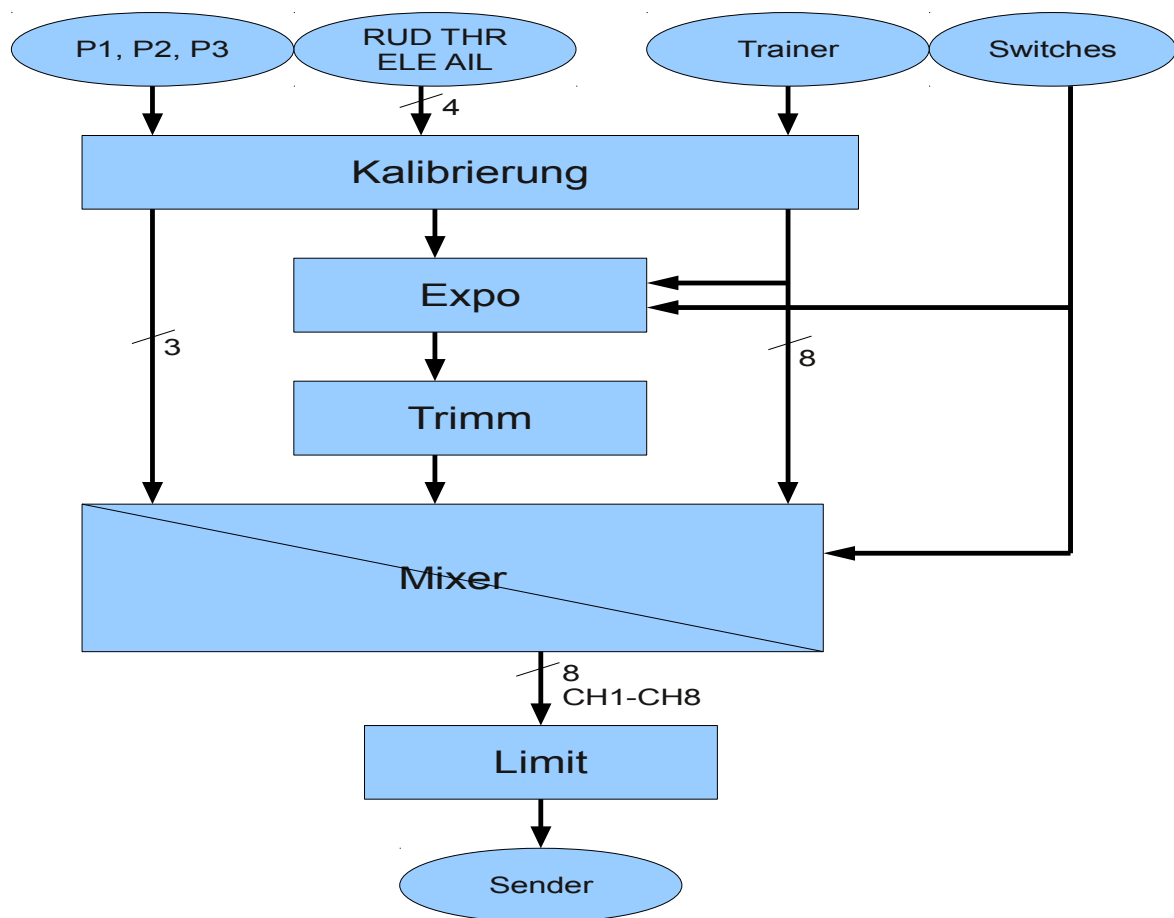 P1, P2, P3
RUD THR
ELE AIL
Trainer
Switches
4
Kalibrierung
Expo
3
8
Trimm
Mixer
8
CH1-CH8
Limit
Sender